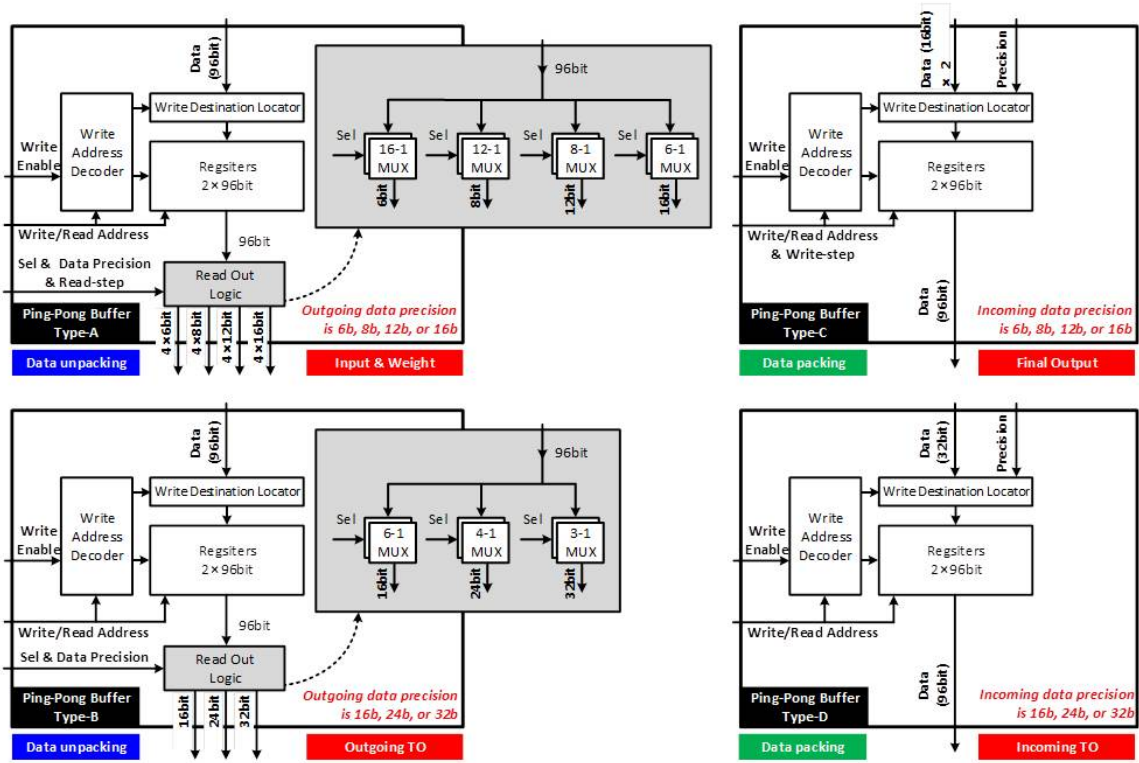 Data
(96bit)
Write Destination Locator
Write
Address
Decoder
Write
Enable
Regsiters
2×96bit
Write/Read Address
96bit
Sel & Data Precision
& Read-step
Read Out
Logic
4×6bit
4×8bit
4×12bit
4×16bit
Ping-Pong Buffer
Type-A
Outgoing data precision
is 6b, 8b, 12b, or 16b
Data unpacking
Input & Weight
96bit
Sel
16-1
MUX
6bit
Sel
12-1
MUX
8bit
Sel
8-1
MUX
12bit
Sel
6-1
MUX
16bit
Data (16bit)
× 2
Precision
Write Destination Locator
Write
Address
Decoder
Write
Enable
Regsiters
2×96bit
Write/Read Address
& Write-step
Data
(96bit)
Ping-Pong Buffer
Type-C
Incoming data precision
is 6b, 8b, 12b, or 16b
Data packing
Final Output
Data
(96bit)
Write Destination Locator
Write
Address
Decoder
Write
Enable
Regsiters
2×96bit
Write/Read Address
96bit
Sel & Data Precision
Read Out
Logic
16bit
24bit
32bit
Ping-Pong Buffer
Type-B
Outgoing data precision
is 16b, 24b, or 32b
Data unpacking
Outgoing TO
96bit
Sel
6-1
MUX
16bit
Sel
4-1
MUX
24bit
Sel
3-1
MUX
32bit
Data
(32bit)
Precision
Write Destination Locator
Write
Address
Decoder
Write
Enable
Regsiters
2×96bit
Write/Read Address
Data
(96bit)
Ping-Pong Buffer
Type-D
Incoming data precision
is 16b, 24b, or 32b
Data packing
Incoming TO